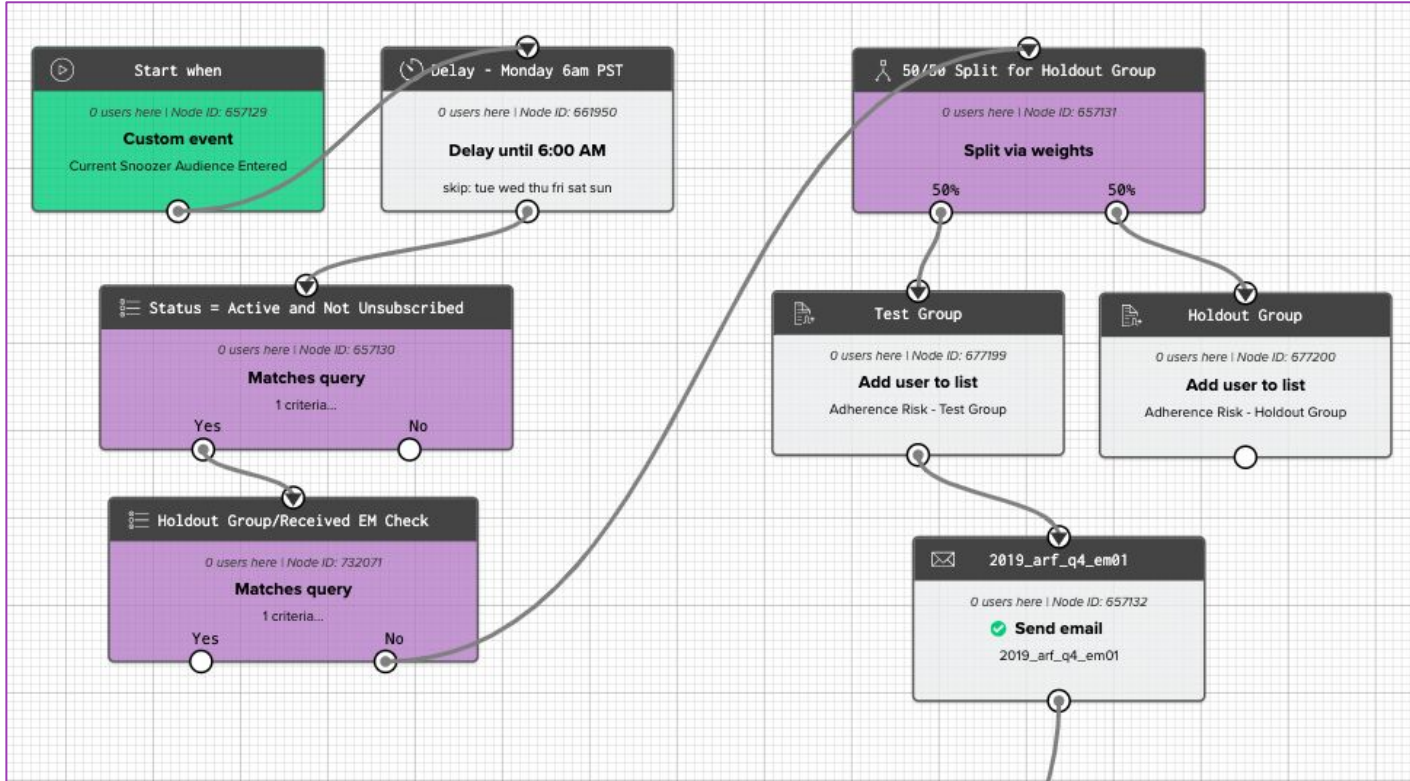 Start when
0 users here | Node ID: 657129
Custom event
Current Snoozer Audience Entered
Delay - Monday 6am PST
0 users here | Node ID: 661950
Delay until 6:00 AM
skip: tue wed thu fri sat sun
Status = Active and Not Unsubscribed
0 users here | Node ID: 657130
Matches query
1 criteria...
Yes
No
Holdout Group/Received EM Check
0 users here | Node ID: 732071
Matches query
1 criteria...
Yes
No
50/50 Split for Holdout Group
0 users here | Node ID: 657131
Split via weights
50%
50%
Test Group
0 users here | Node ID: 677199
Add user to list
Adherence Risk - Test Group
Holdout Group
0 users here | Node ID: 677200
Add user to list
Adherence Risk - Holdout Group
2019_arf_q4_em01
0 users here | Node ID: 657132
Send email
2019_arf_q4_em01